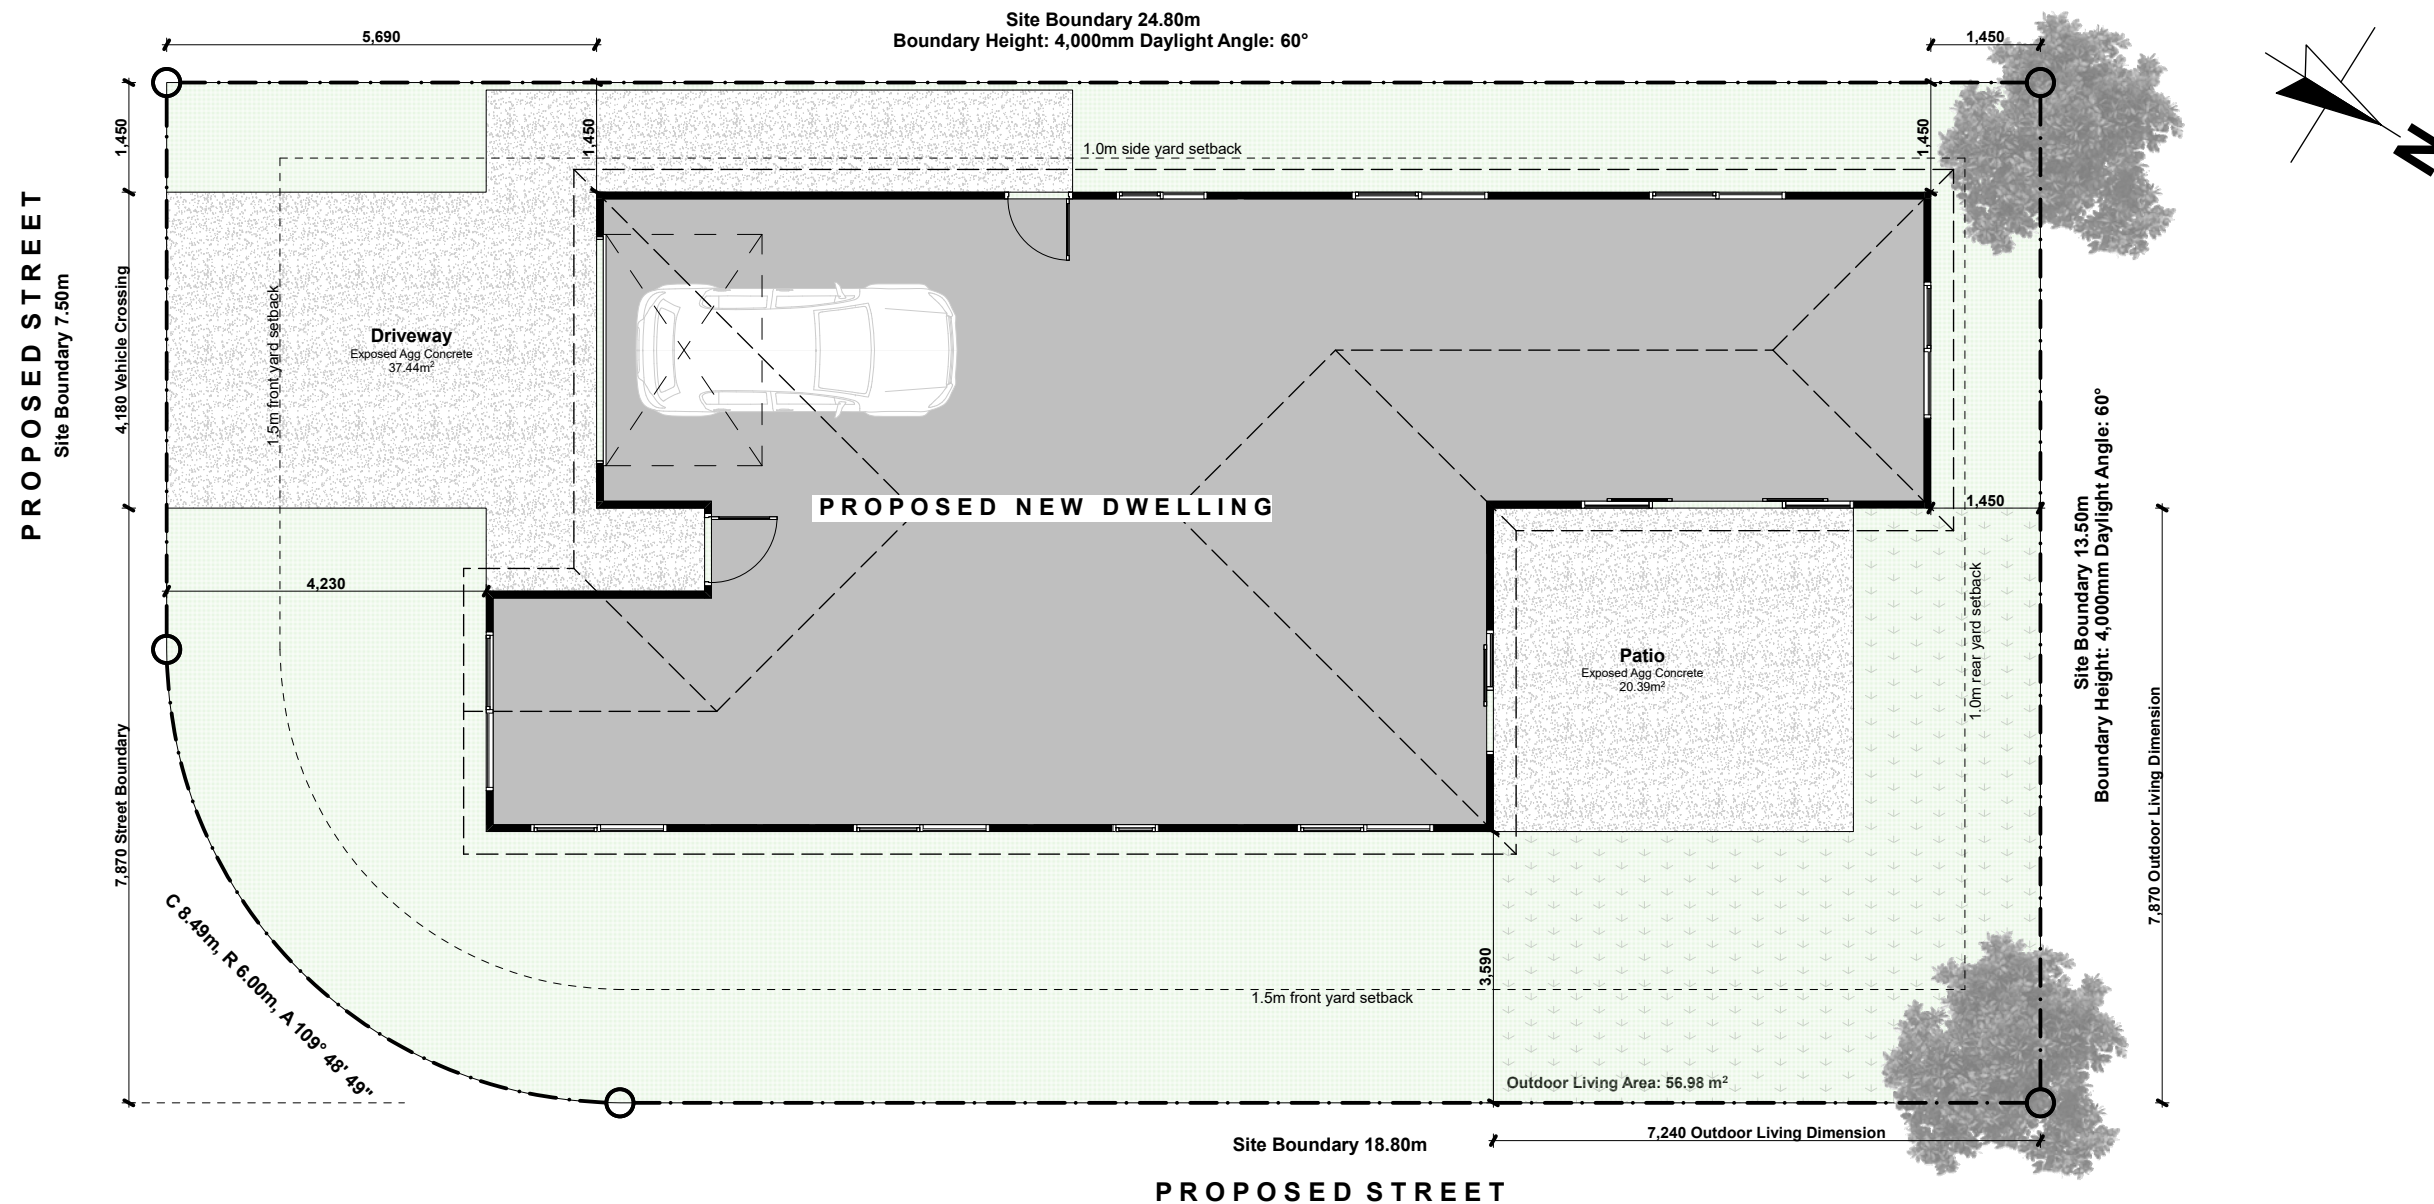 Site Boundary 24.80m
Boundary Height: 4,000mm Daylight Angle: 60°
5,690
1,450
N
1,450
1,450
1,450
1.0m side yard setback
PROPOSED STREET
Site Boundary 7.50m
4,180 Vehicle Crossing
1.5m front yard setback
Driveway
Exposed Agg Concrete
37.44m²
PROPOSED NEW DWELLING
1,450
4,230
Site Boundary 13.50m
Boundary Height: 4,000mm Daylight Angle: 60°
1.0m rear yard setback
Patio
Exposed Agg Concrete
20.39m²
7,870 Street Boundary
7,870 Outdoor Living Dimension
C 8.49m, R 6.00m, A 109° 48' 49"
3,590
1.5m front yard setback
Outdoor Living Area: 56.98 m²
7,240 Outdoor Living Dimension
Site Boundary 18.80m
PROPOSED STREET